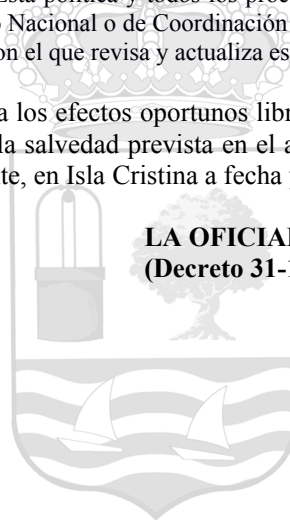 Esta política y todos los proc
o Nacional o de Coordinación
on el que revisa y actualiza es
a los efectos oportunos libr
la salvedad prevista en el a
te, en Isla Cristina a fecha
LA OFICIAL
(Decreto 31-1